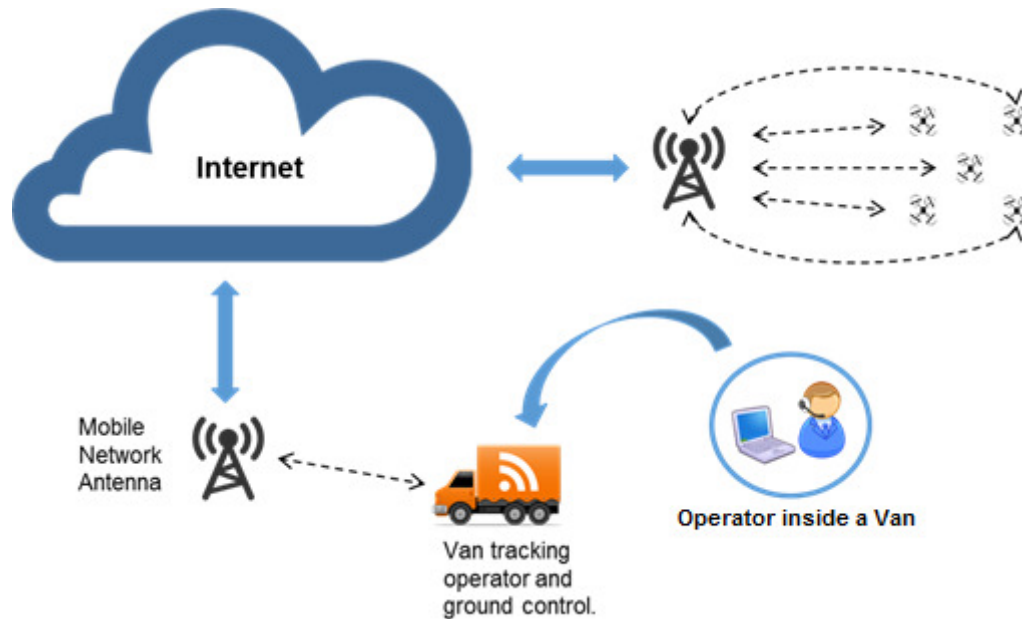 Internet
Mobile
Network
Antenna
Operator inside a Van
Van tracking
operator and
ground control.